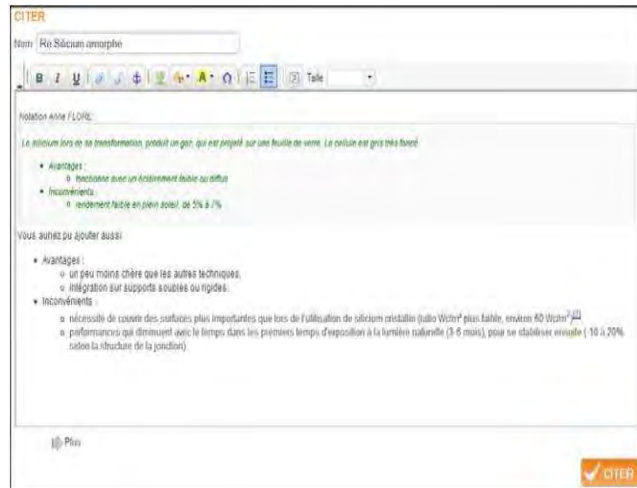 CITER
Nom Re Silicium amorphe
B I U Taille
Notation Anne FLORE:
Le silicium lors de sa transformation, produit un gaz, qui est projeté sur une feuille de verre. La cellule est gris très foncé.
Avantages :
fonctionne avec un éclairement faible ou diffus
Inconvénients :
rendement faible en plein soleil, de 5% à 7%
Vous auriez pu ajouter aussi
Avantages :
un peu moins chère que les autres techniques,
intégration sur supports souples ou rigides.
Inconvénients :
nécessité de couvrir des surfaces plus importantes que lors de l'utilisation de silicium cristallin (ratio Wc/m² plus faible, environ 60 Wc/m²)
performances qui diminuent avec le temps dans les premiers temps d'exposition à la lumière naturelle (3-6 mois), pour se stabiliser ensuite ( 10 à 20%
selon la structure de la jonction)
Plus
CITER